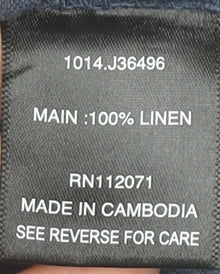 1014.J36496
MAIN :100% LINEN
RN112071
MADE IN CAMBODIA
SEE REVERSE FOR CARE